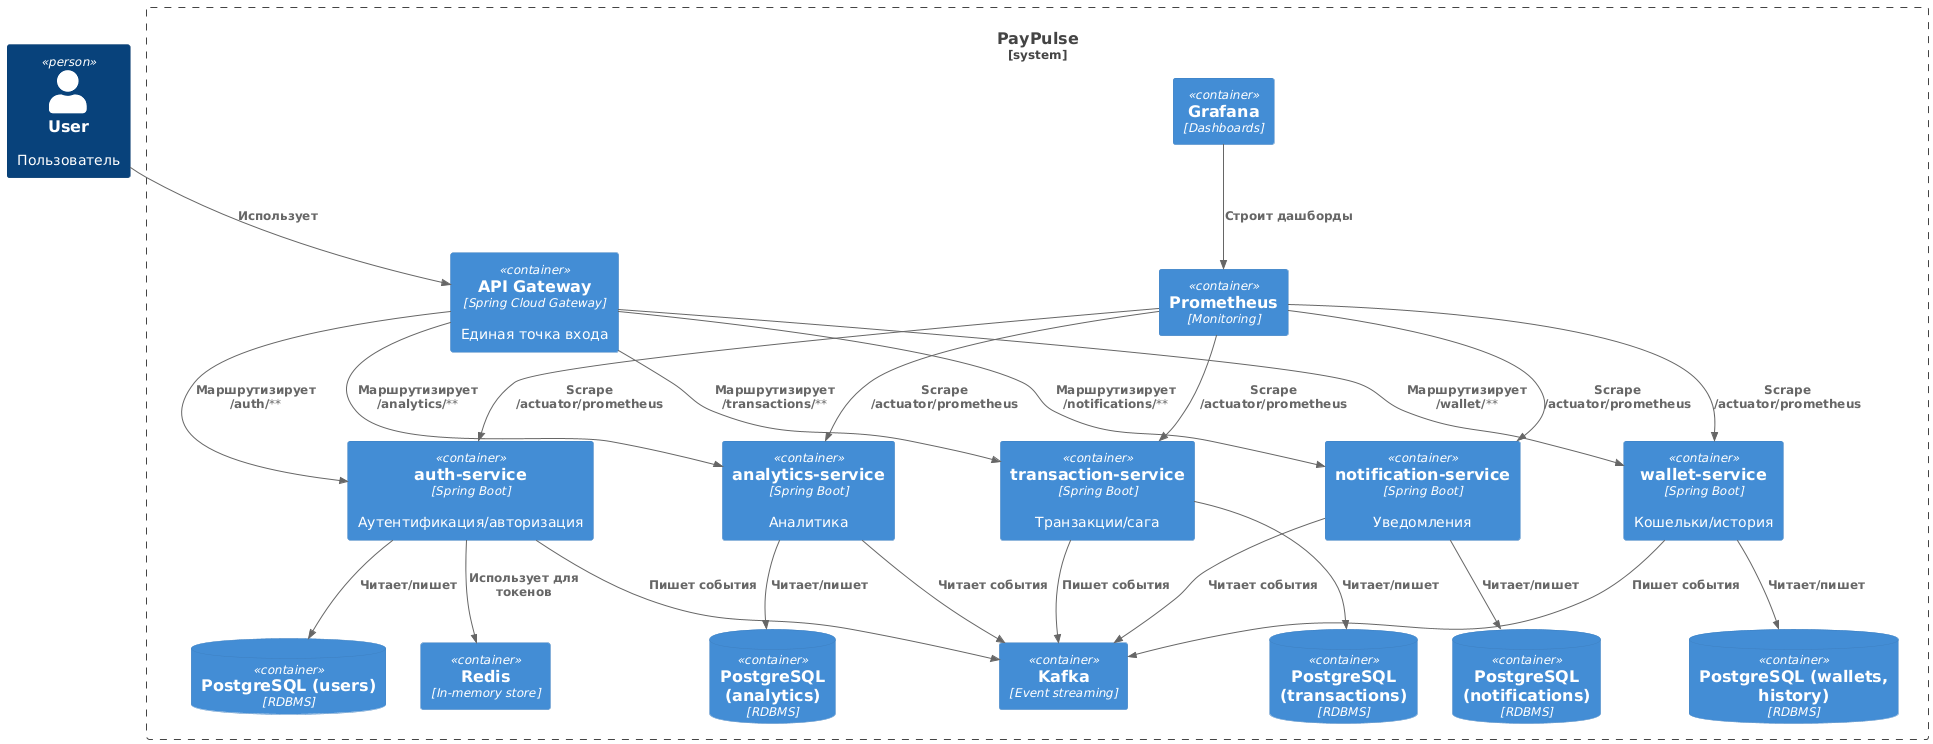 PayPulse
[system]
«person»
User
Пользователь
«container»
Grafana
[Dashboards]
Использует
Строит дашборды
«container»
API Gateway
[Spring Cloud Gateway]
Единая точка входа
«container»
Prometheus
[Monitoring]
Маршрутизирует
/auth/**
Маршрутизирует
/analytics/**
Scrape
/actuator/prometheus
Маршрутизирует
/transactions/**
Scrape
/actuator/prometheus
Маршрутизирует
/notifications/**
Scrape
/actuator/prometheus
Маршрутизирует
/wallet/**
Scrape
/actuator/prometheus
Scrape
/actuator/prometheus
«container»
auth-service
[Spring Boot]
Аутентификация/авторизация
«container»
analytics-service
[Spring Boot]
Аналитика
«container»
transaction-service
[Spring Boot]
Транзакции/сага
«container»
notification-service
[Spring Boot]
Уведомления
«container»
wallet-service
[Spring Boot]
Кошельки/история
Читает/пишет
Использует для
токенов
Пишет события
Читает/пишет
Читает события
Пишет события
Читает события
Читает/пишет
Читает/пишет
Пишет события
Читает/пишет
«container»
PostgreSQL (users)
[RDBMS]
«container»
Redis
[In-memory store]
«container»
PostgreSQL
(analytics)
[RDBMS]
«container»
Kafka
[Event streaming]
«container»
PostgreSQL
(transactions)
[RDBMS]
«container»
PostgreSQL
(notifications)
[RDBMS]
«container»
PostgreSQL (wallets,
history)
[RDBMS]